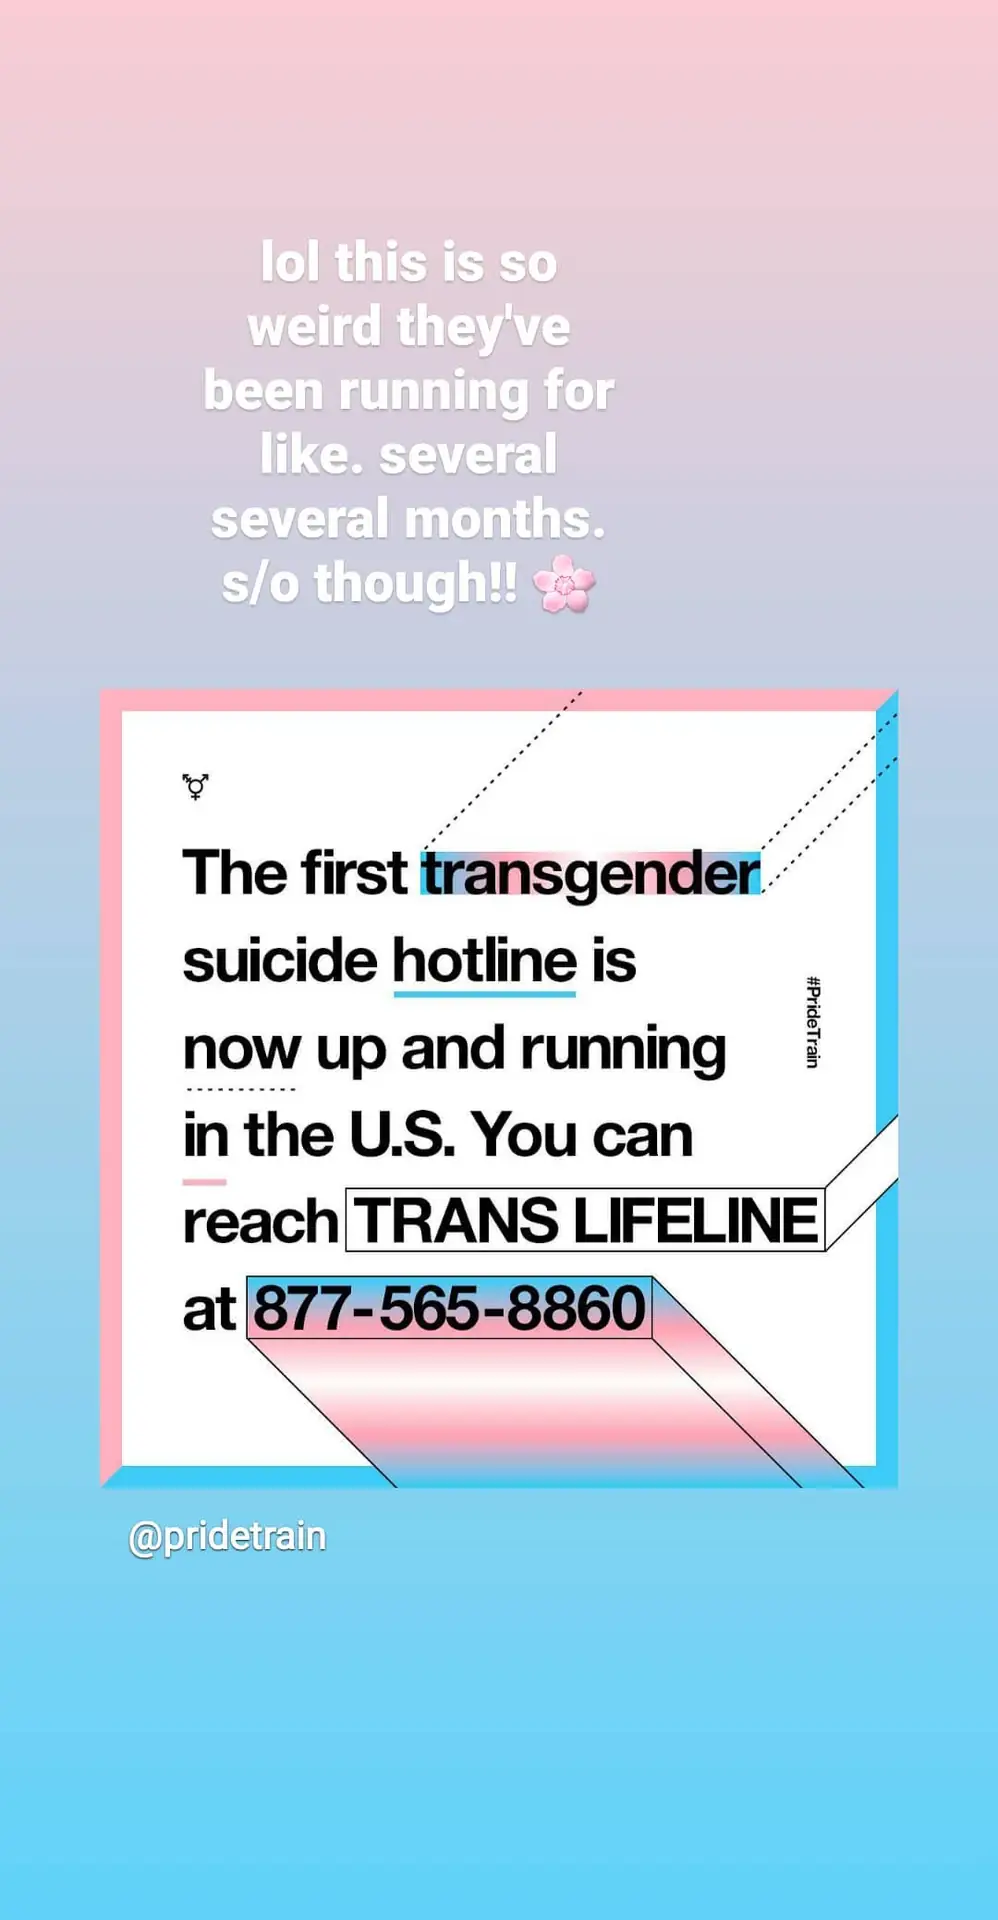 lol this is so
weird they've
been running for
like. several
several months.
s/o though!! 🌸
The first transgender
suicide hotline is
now up and running
in the U.S. You can
reach TRANS LIFELINE
at 877-565-8860
#PrideTrain
@pridetrain